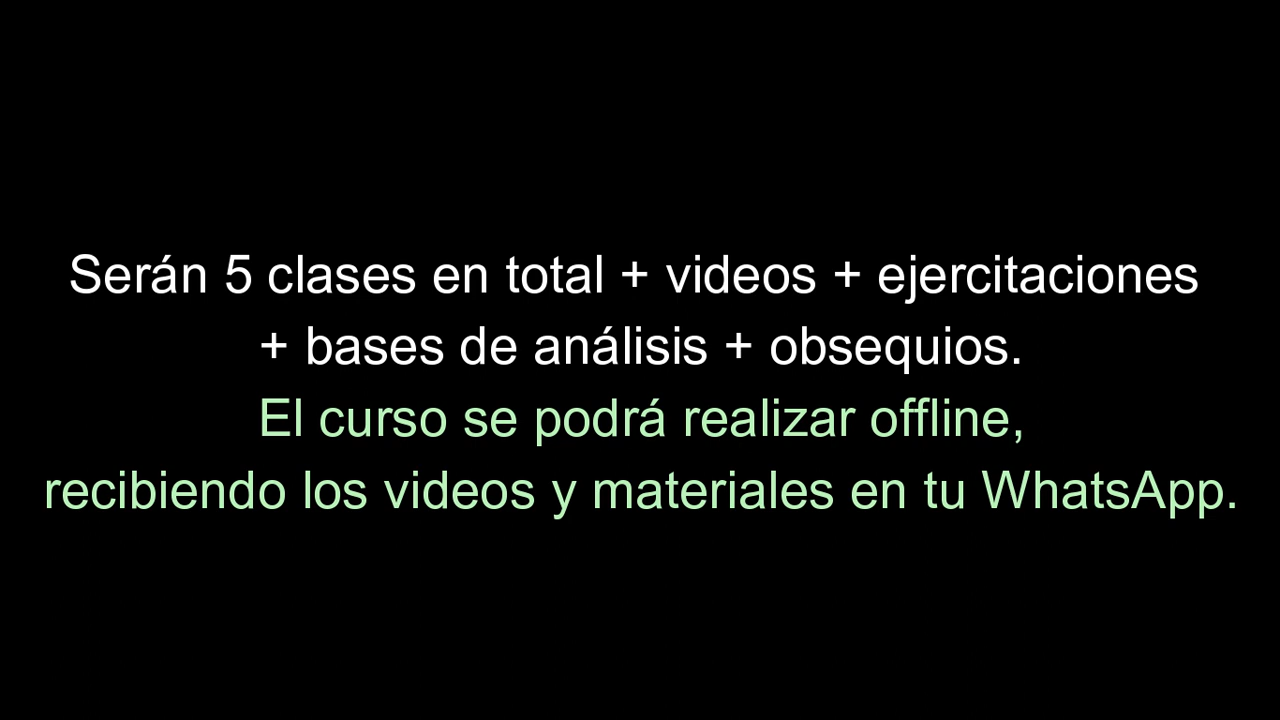 Serán 5 clases en total + videos + ejercitaciones
+ bases de análisis + obsequios.
El curso se podrá realizar offline,
recibiendo los videos y materiales en tu WhatsApp.